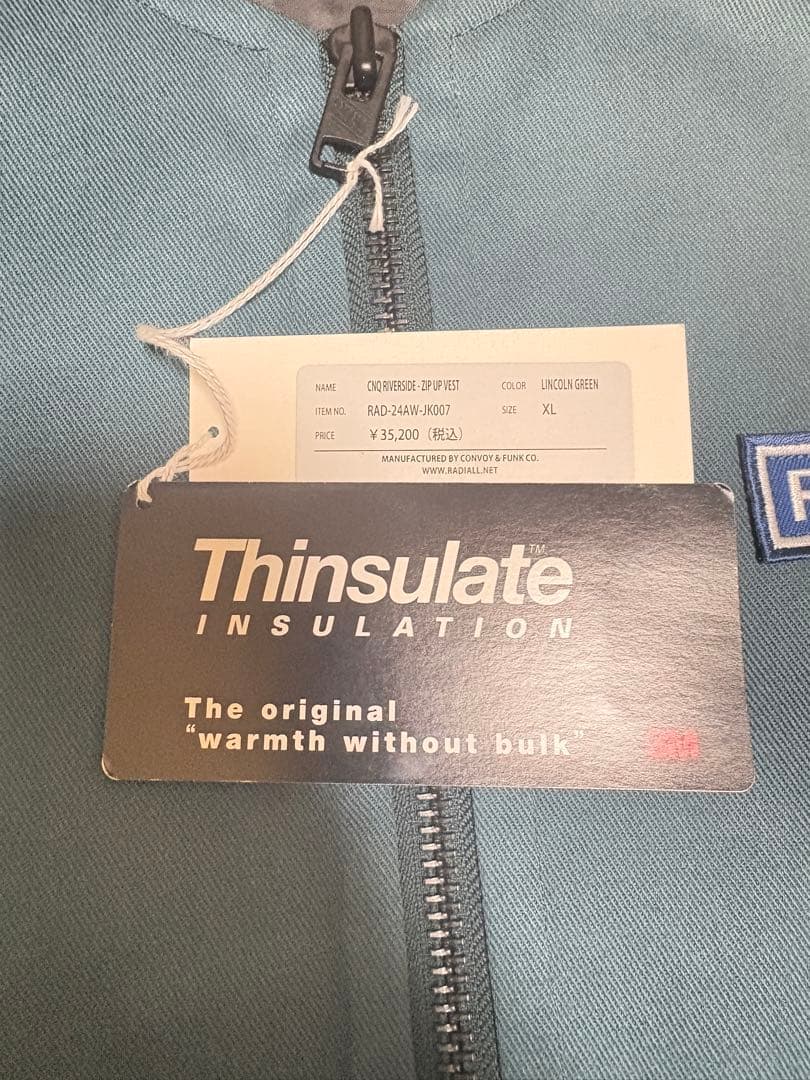 NAME CNQ RIVERSIDE - ZIP UP VEST COLOR LINCOLN GREEN
ITEM NO. RAD-24AW-JK007 SIZE XL
PRICE ¥35,200 (税込)
MANUFACTURED BY CONVOY & FUNK CO.
WWW.RADIALL.NET
Thinsulate™
INSULATION
The original
“warmth without bulk”
3M